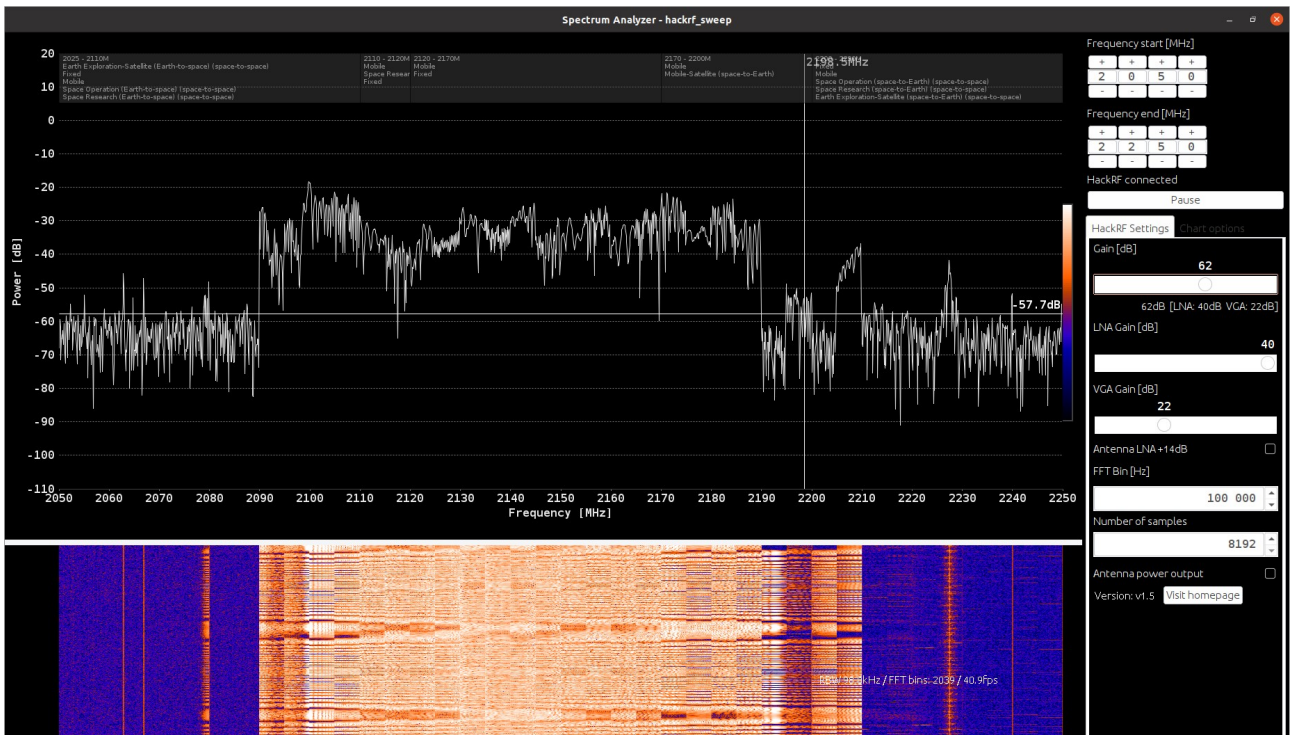 Spectrum Analyzer - hackrf_sweep
2025 - 2110M
Earth Exploration-Satellite (Earth-to-space) (space-to-space)
Fixed
Mobile
Space Operation (Earth-to-space) (space-to-space)
Space Research (Earth-to-space) (space-to-space)
2110 - 2120M
Mobile
Space Resear
Fixed
2120 - 2170M
Mobile
Fixed
2170 - 2200M
Mobile
Mobile-Satellite (space-to-Earth)
2198.5MHz
Mobile
Space Operation (space-to-Earth) (space-to-space)
Space Research (space-to-Earth) (space-to-space)
Earth Exploration-Satellite (space-to-Earth) (space-to-space)
20
10
0
-10
-20
-30
-40
-50
-60
-70
-80
-90
-100
-110
Power [dB]
-57.7dB
2050 2060 2070 2080 2090 2100 2110 2120 2130 2140 2150 2160 2170 2180 2190 2200 2210 2220 2230 2240 2250
Frequency [MHz]
RBW 96.0kHz / FFT bins: 2039 / 40.9fps
Frequency start [MHz]
+ + + +
2 0 5 0
- - - -
Frequency end [MHz]
+ + + +
2 2 5 0
- - - -
HackRF connected
Pause
HackRF Settings Chart options
Gain [dB]
62
62dB [LNA: 40dB VGA: 22dB]
LNA Gain [dB]
40
VGA Gain [dB]
22
Antenna LNA +14dB
FFT Bin [Hz]
100 000
Number of samples
8192
Antenna power output
Version: v1.5 Visit homepage